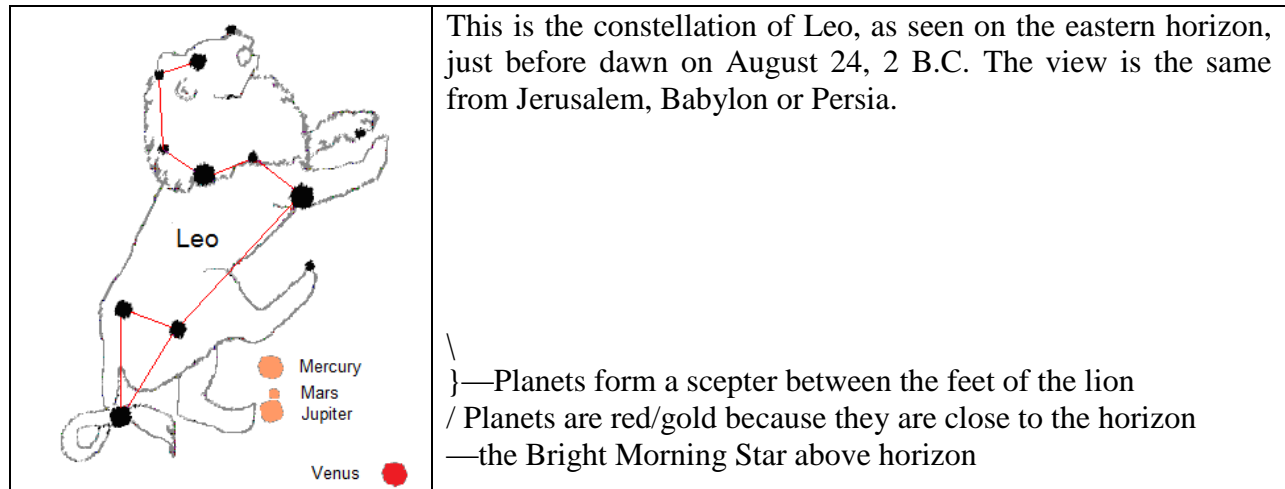 This is the constellation of Leo, as seen on the eastern horizon,
just before dawn on August 24, 2 B.C. The view is the same
from Jerusalem, Babylon or Persia.
Leo
Mercury
Mars
Jupiter
Venus
\
}—Planets form a scepter between the feet of the lion
/ Planets are red/gold because they are close to the horizon
—the Bright Morning Star above horizon